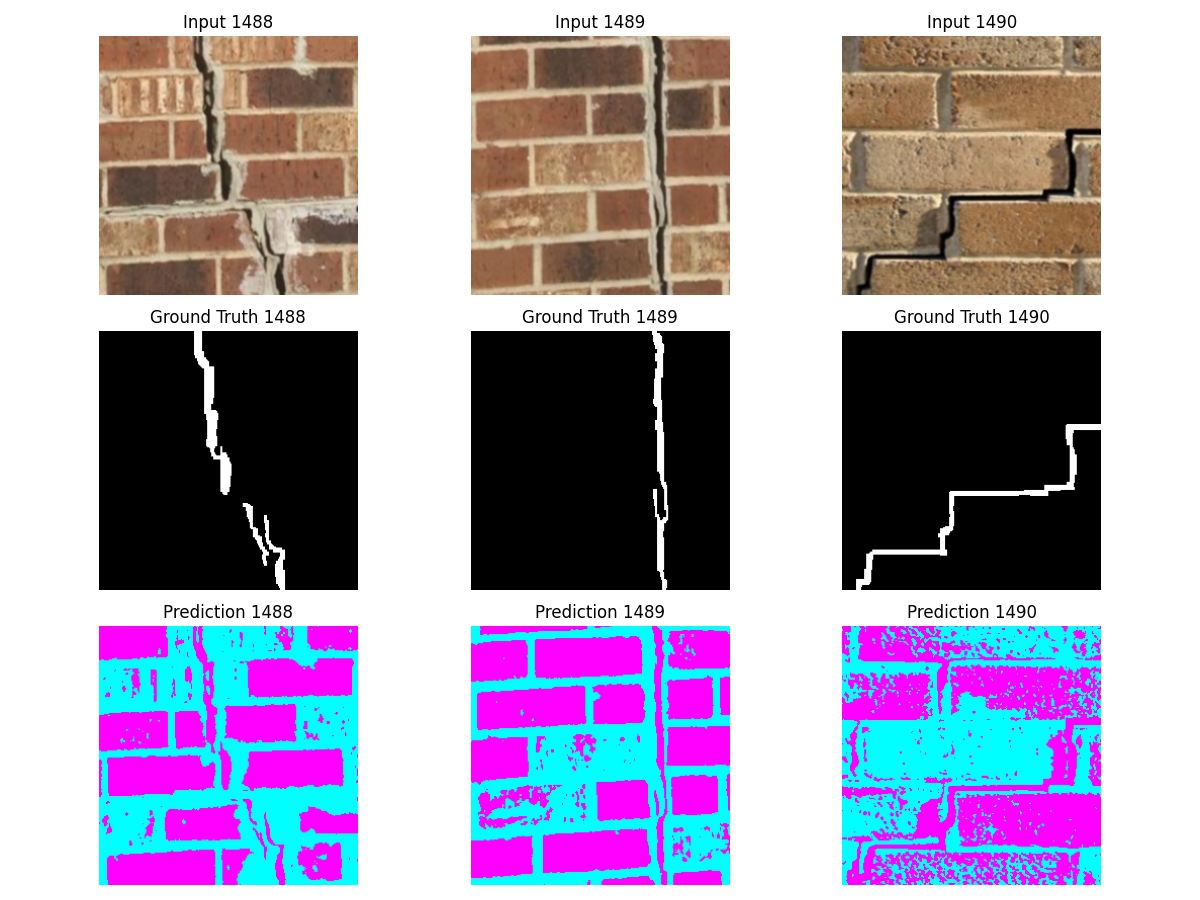 Input 1488
Input 1489
Input 1490
Ground Truth 1488
Ground Truth 1489
Ground Truth 1490
Prediction 1488
Prediction 1489
Prediction 1490